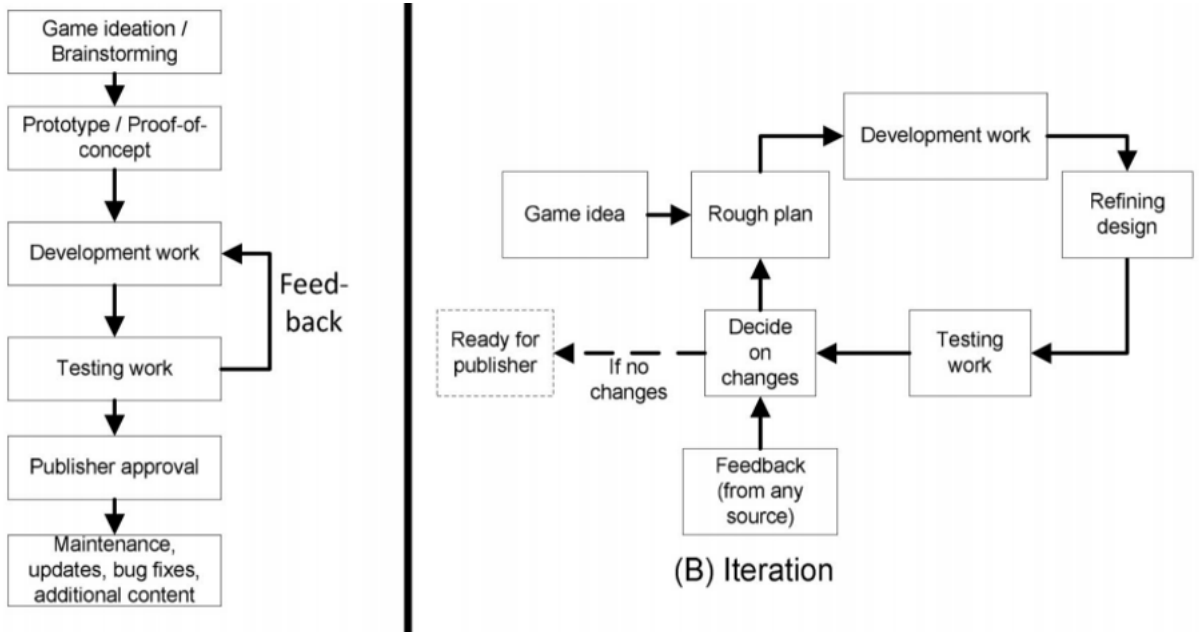 Game ideation /
Brainstorming
Prototype / Proof-of-
concept
Development work
Feed-
back
Testing work
Publisher approval
Maintenance,
updates, bug fixes,
additional content
Development work
Game idea
Rough plan
Refining
design
Ready for
publisher
If no
changes
Decide
on
changes
Testing
work
Feedback
(from any
source)
(B) Iteration